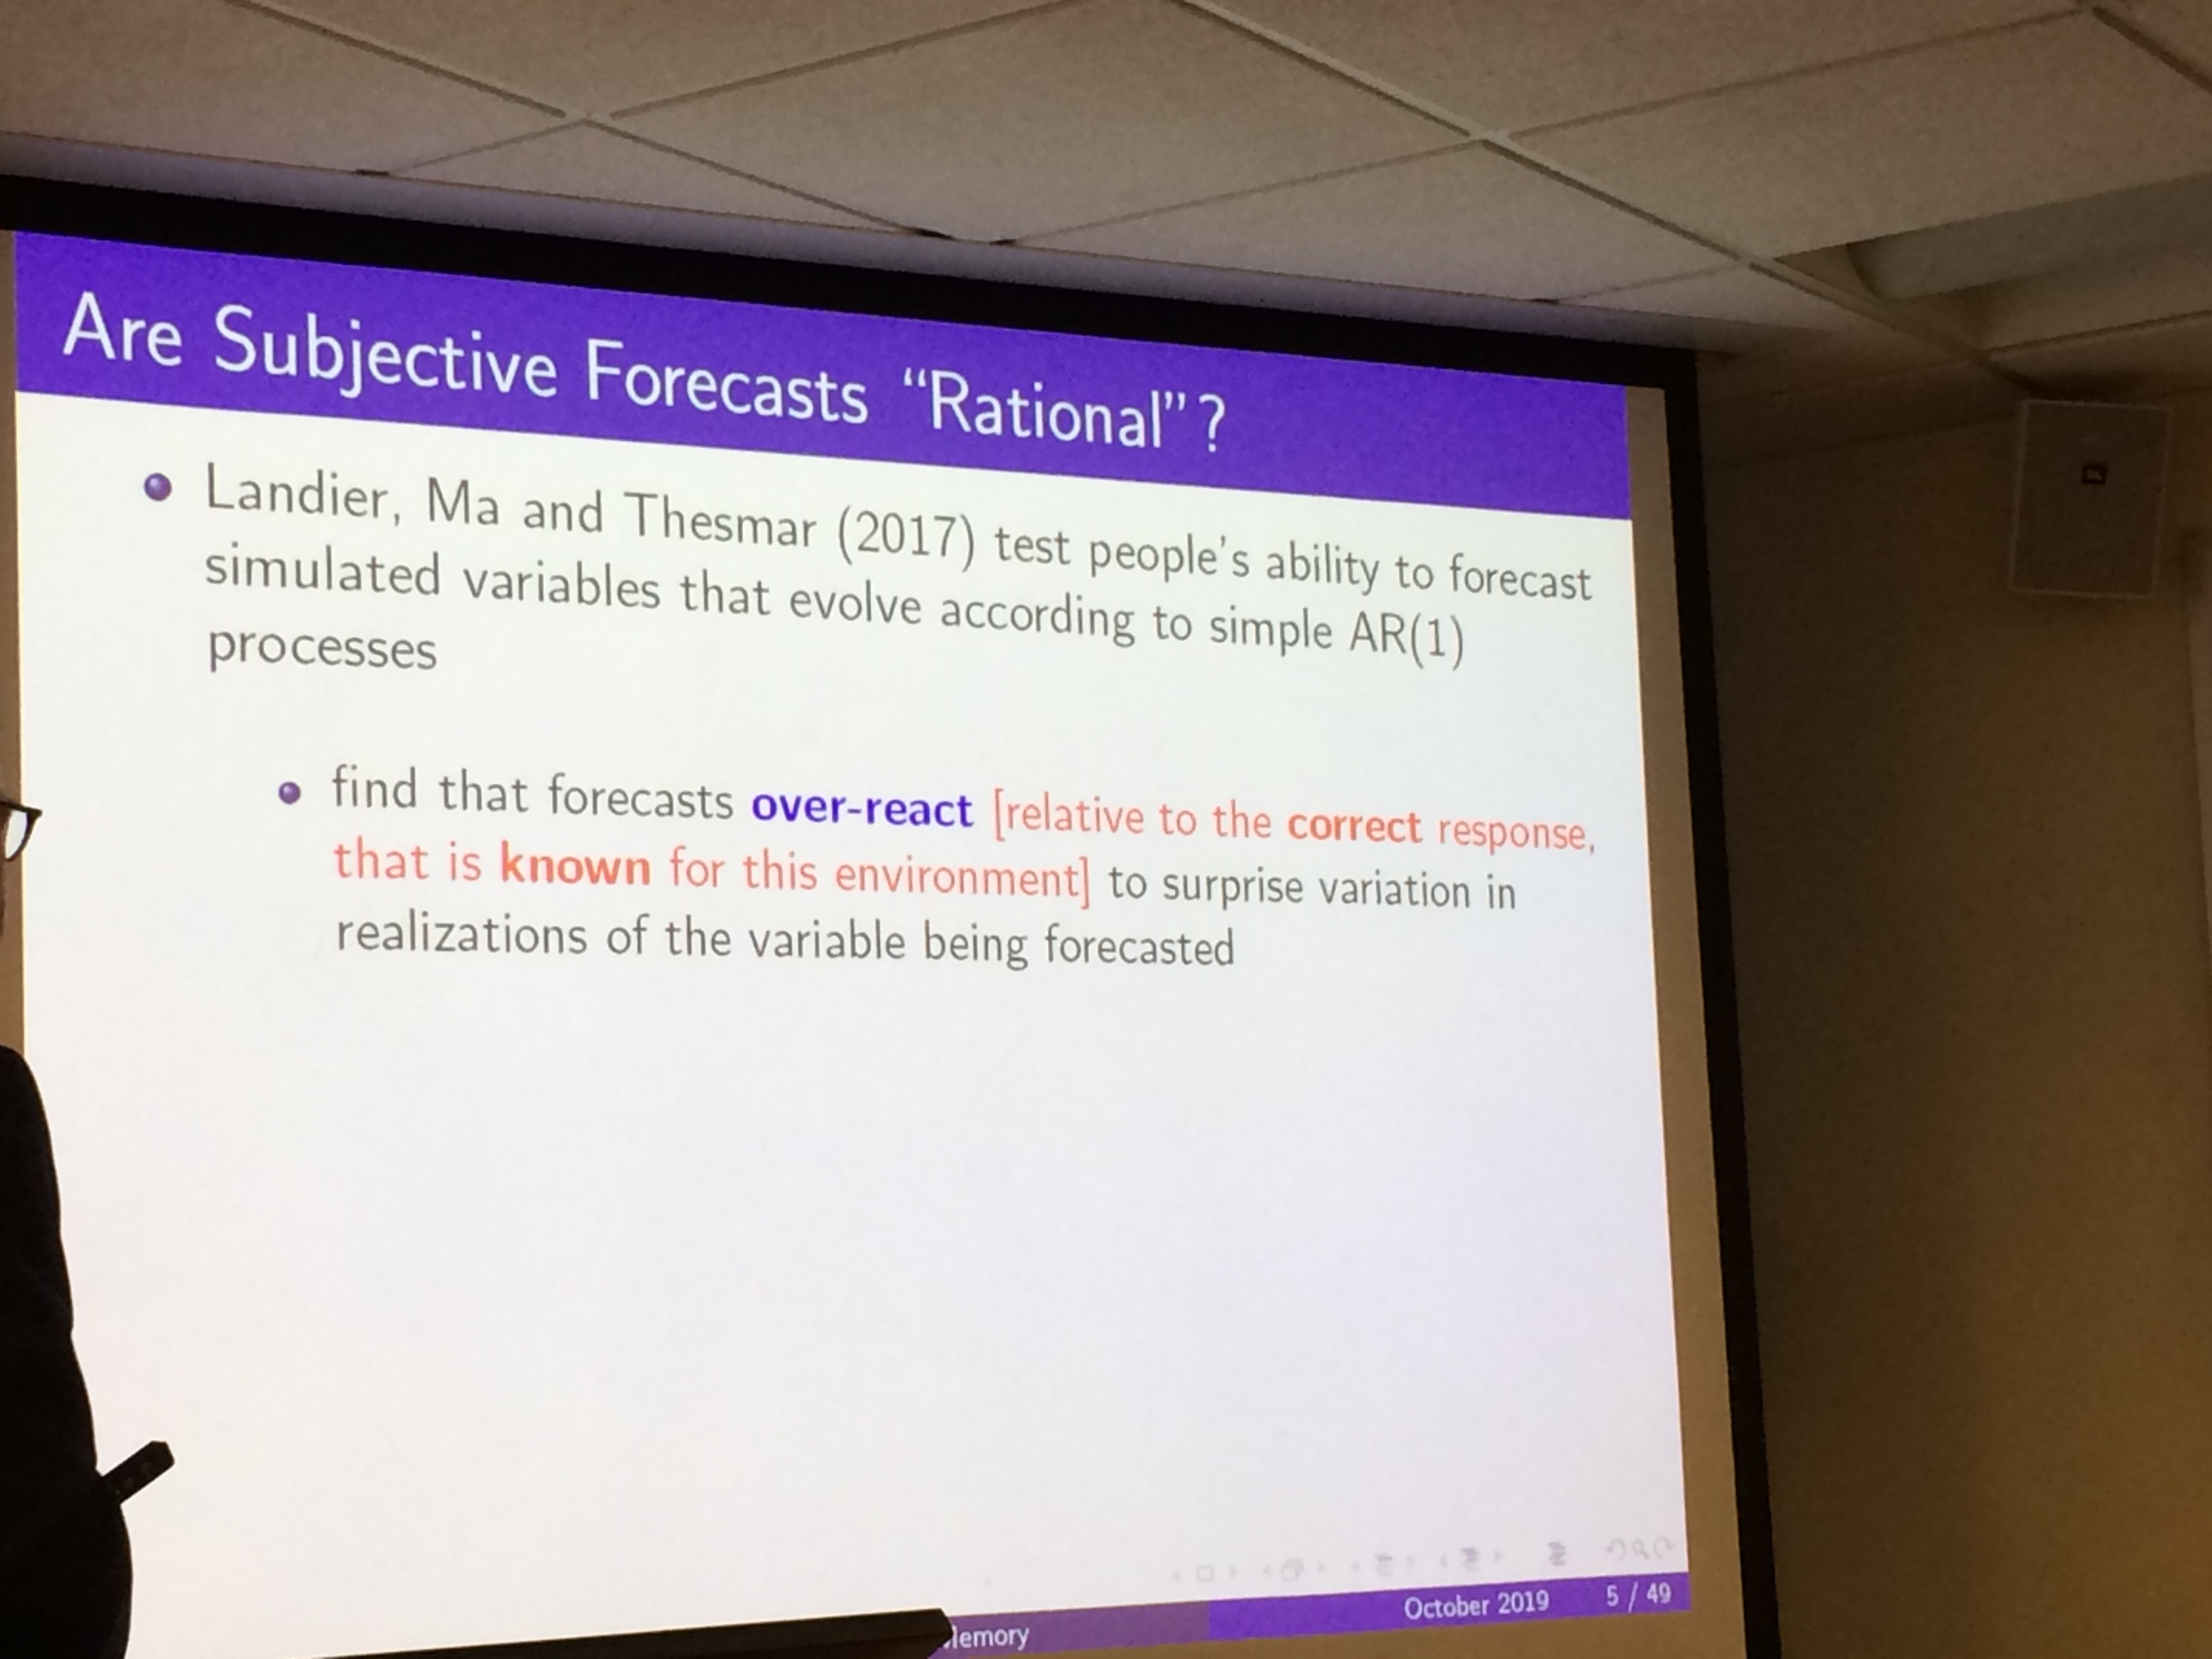 Are Subjective Forecasts “Rational”?
Landier, Ma and Thesmar (2017) test people's ability to forecast
simulated variables that evolve according to simple AR(1)
processes
find that forecasts over-react [relative to the correct response,
that is known for this environment] to surprise variation in
realizations of the variable being forecasted
October 2019 5 / 49